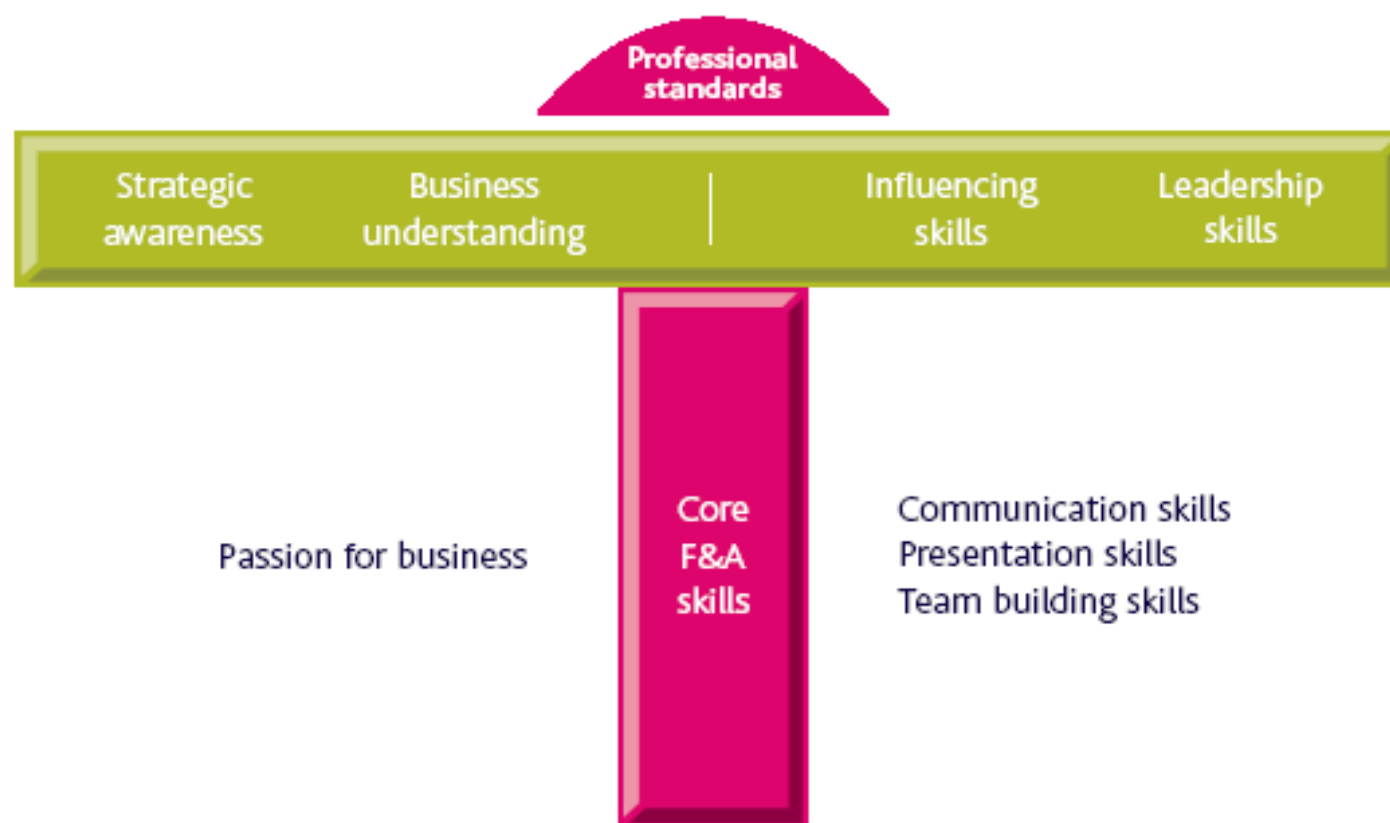 Professional
standards
Strategic
awareness
Business
understanding
Influencing
skills
Leadership
skills
Passion for business
Core
F&A
skills
Communication skills
Presentation skills
Team building skills